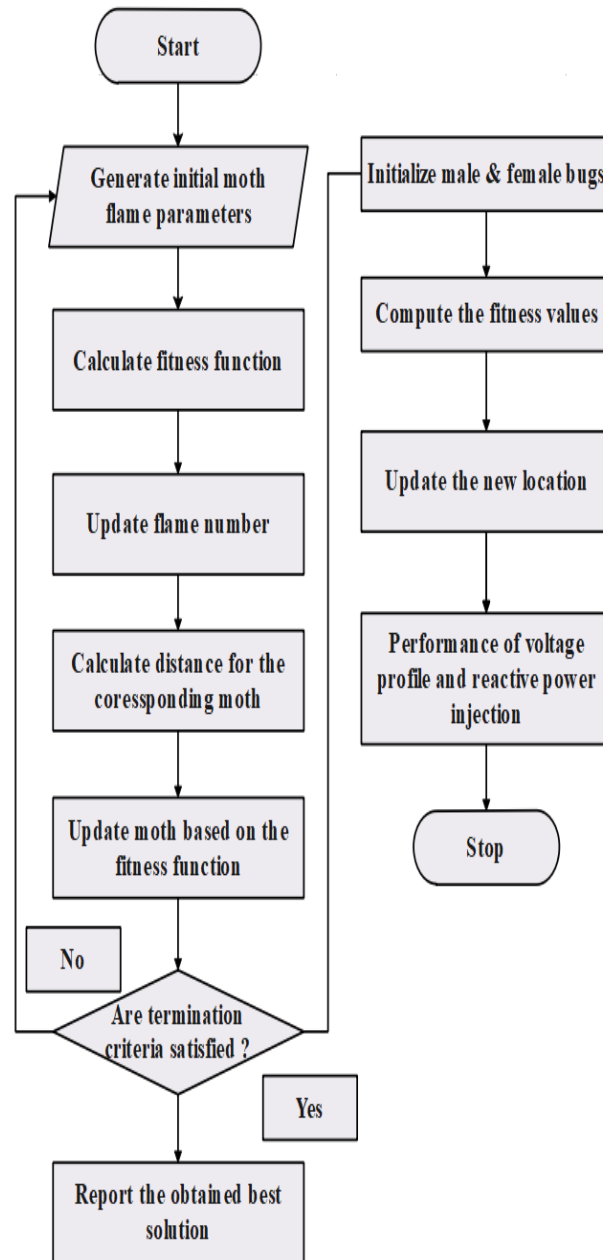 Start
Generate initial moth
flame parameters
Calculate fitness function
Update flame number
Calculate distance for the
coressponding moth
Update moth based on the
fitness function
No
Are termination
criteria satisfied ?
Yes
Report the obtained best
solution
Initialize male & female bugs
Compute the fitness values
Update the new location
Performance of voltage
profile and reactive power
injection
Stop